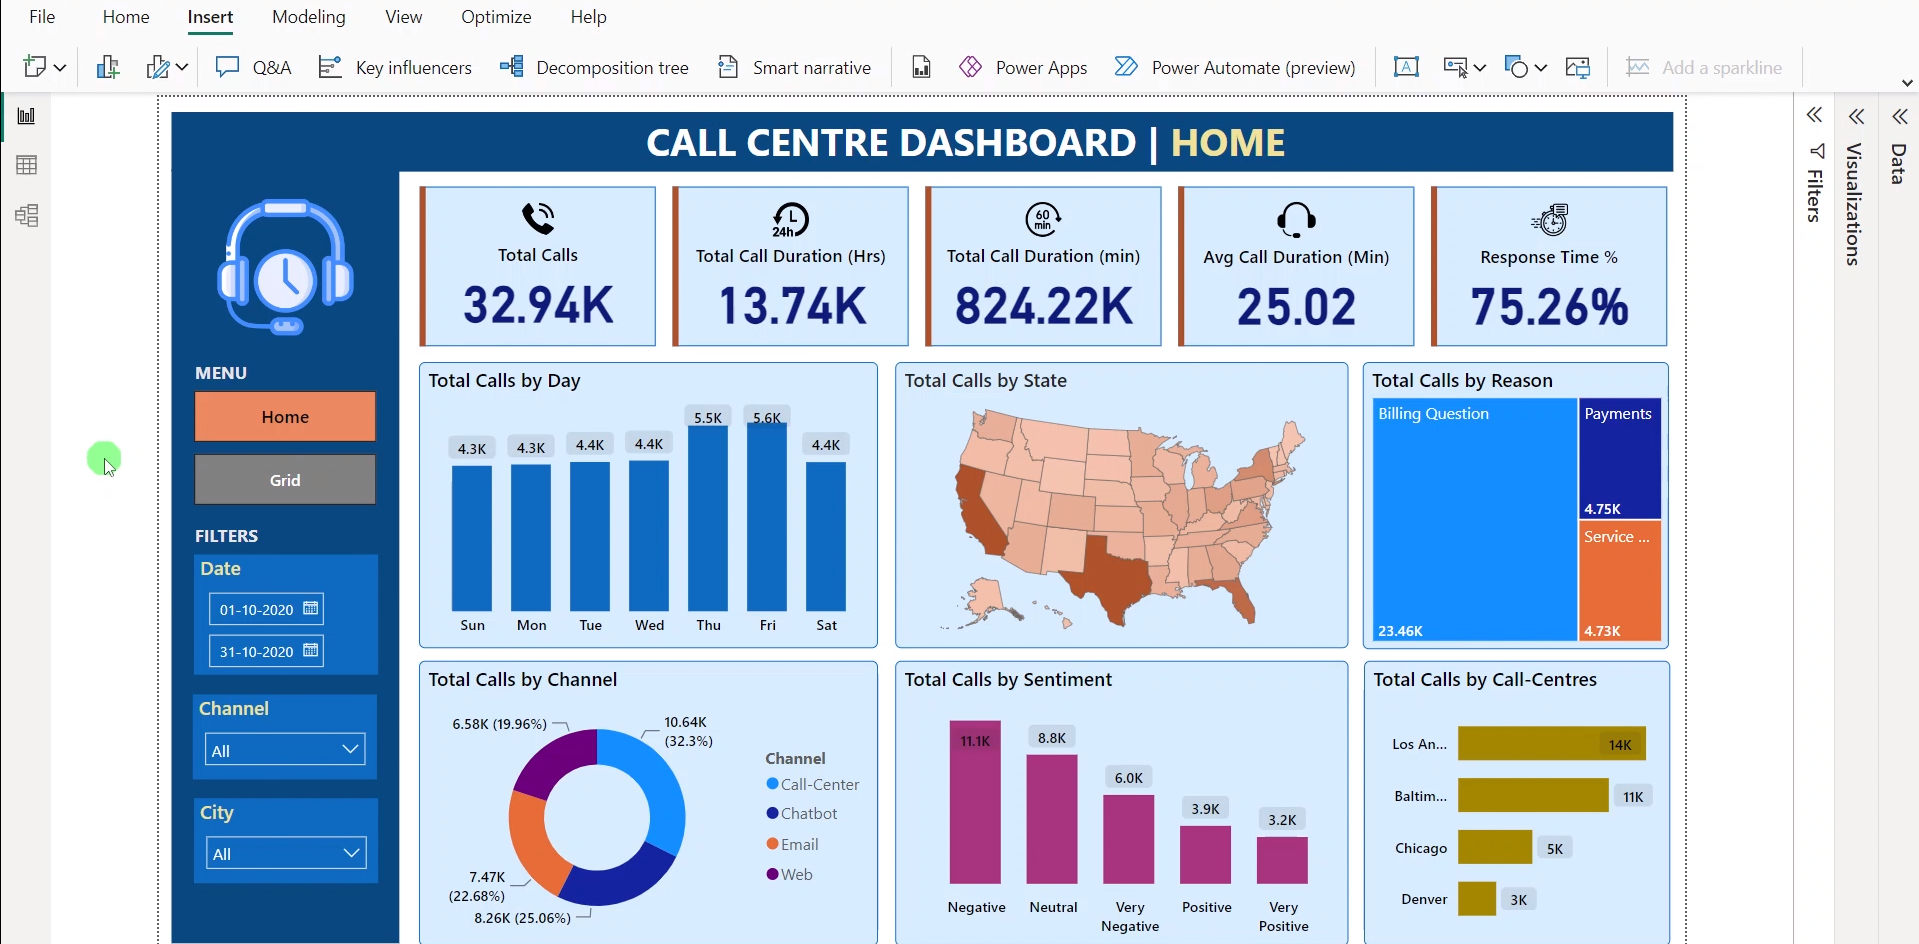 File Home Insert Modeling View Optimize Help
Q&A Key influencers Decomposition tree Smart narrative Power Apps Power Automate (preview) Add a sparkline
CALL CENTRE DASHBOARD | HOME
Filters
Visualizations
Data
MENU
Home
Grid
FILTERS
Date
01-10-2020
31-10-2020
Channel
All
City
All
Total Calls
32.94K
24h
Total Call Duration (Hrs)
13.74K
60
min
Total Call Duration (min)
824.22K
Avg Call Duration (Min)
25.02
Response Time %
75.26%
Total Calls by Day
4.3K 4.3K 4.4K 4.4K 5.5K 5.6K 4.4K
Sun Mon Tue Wed Thu Fri Sat
Total Calls by State
Total Calls by Reason
Billing Question
23.46K
Payments
4.75K
Service ...
4.73K
Total Calls by Channel
6.58K (19.96%)
10.64K
(32.3%)
7.47K
(22.68%)
8.26K (25.06%)
Channel
Call-Center
Chatbot
Email
Web
Total Calls by Sentiment
11.1K 8.8K 6.0K 3.9K 3.2K
Negative Neutral Very Negative Positive Very Positive
Total Calls by Call-Centres
Los An... 14K
Baltim... 11K
Chicago 5K
Denver 3K